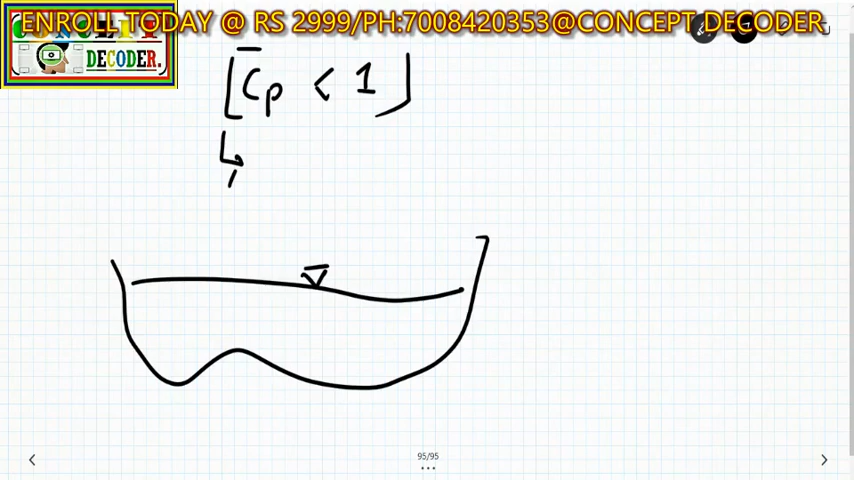 ENROLL TODAY @ RS 2999/PH:7008420353@CONCEPT DECODER
DECODER.
[Cp < 1]
95/95